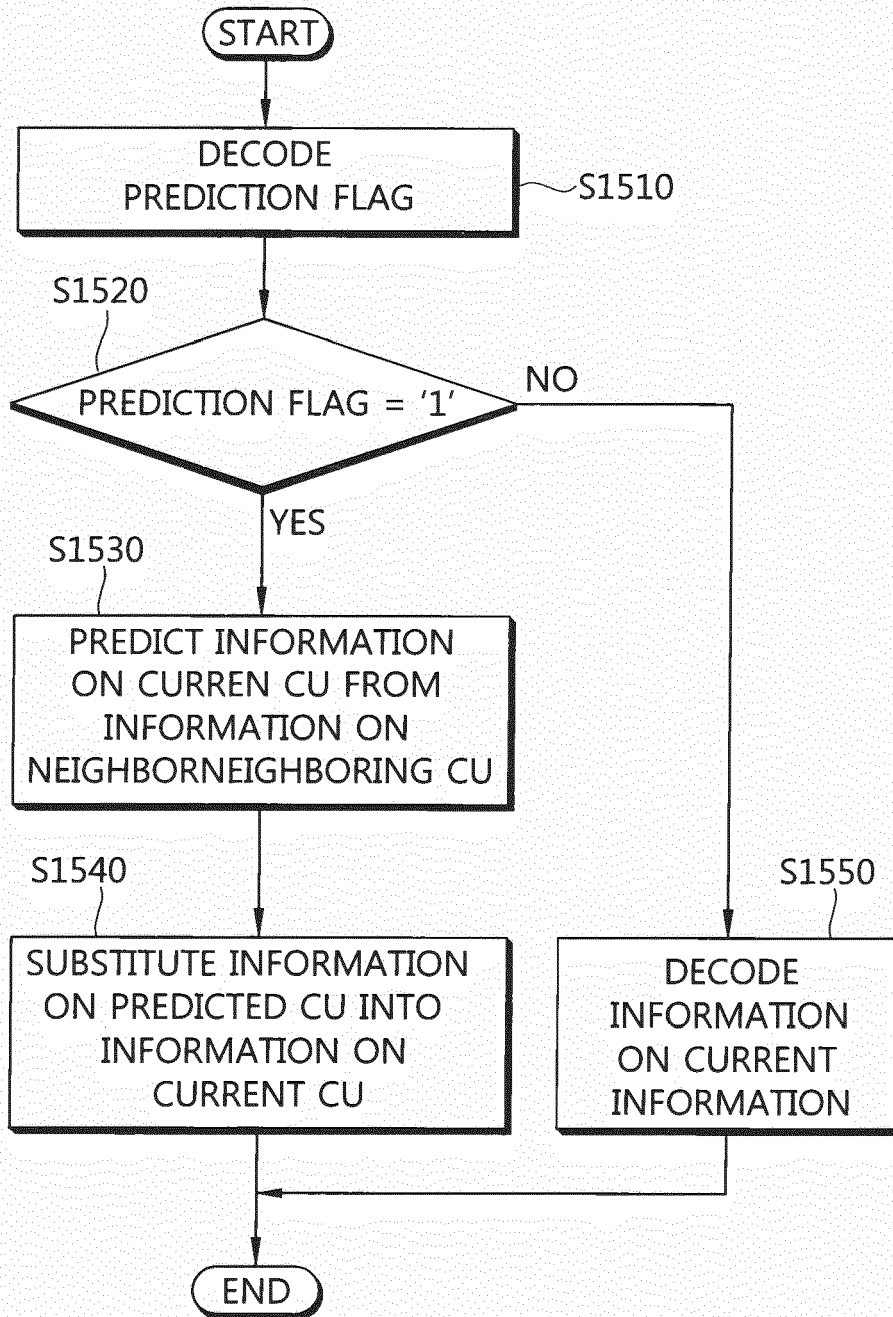 START
DECODE
PREDICTION FLAG
S1510
S1520
PREDICTION FLAG = '1'
NO
YES
S1530
PREDICT INFORMATION
ON CURREN CU FROM
INFORMATION ON
NEIGHBORNEIGHBORING CU
S1540
SUBSTITUTE INFORMATION
ON PREDICTED CU INTO
INFORMATION ON
CURRENT CU
S1550
DECODE
INFORMATION
ON CURRENT
INFORMATION
END